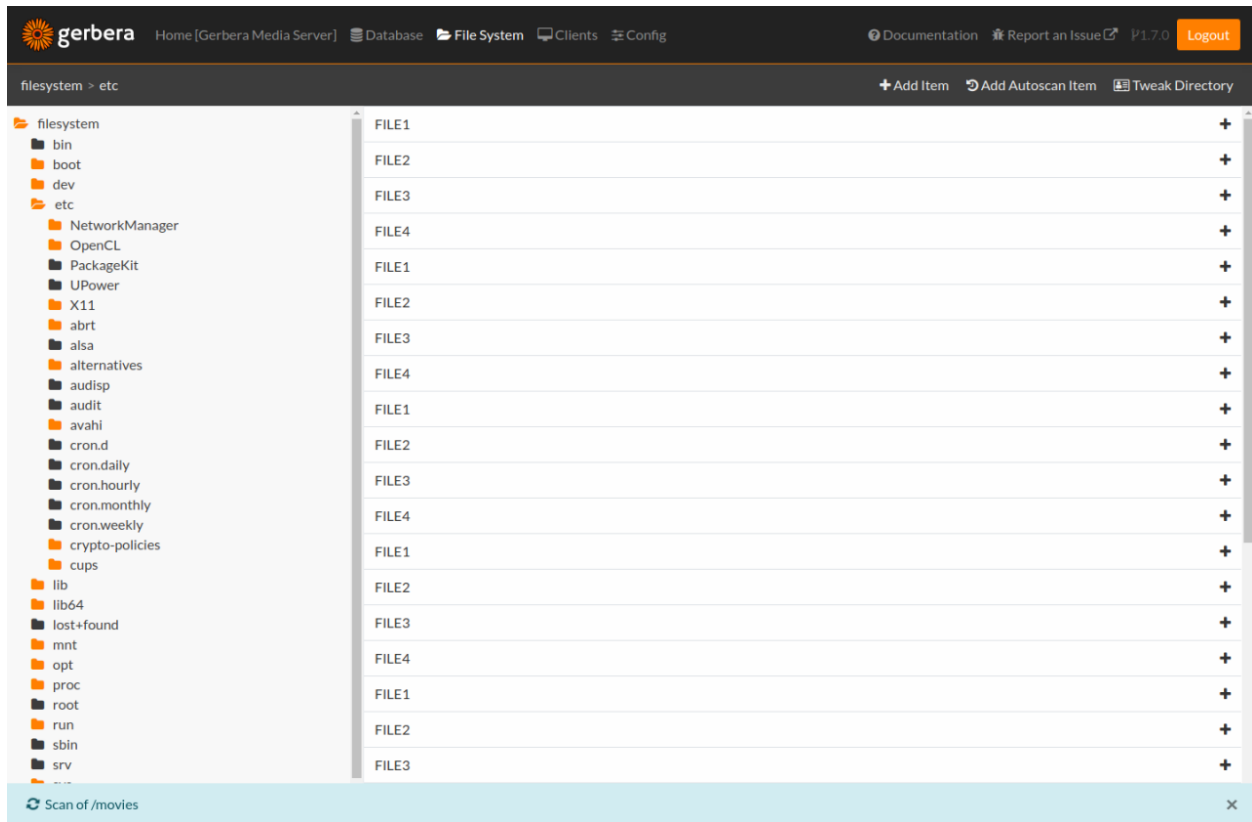 gerbera Home [Gerbera Media Server] Database File System Clients Config Documentation Report an Issue 1.7.0 Logout
filesystem > etc Add Item Add Autoscan Item Tweak Directory
filesystem
bin
boot
dev
etc
NetworkManager
OpenCL
PackageKit
UPower
X11
abrt
alsa
alternatives
audisp
audit
avahi
cron.d
cron.daily
cron.hourly
cron.monthly
cron.weekly
crypto-policies
cups
lib
lib64
lost+found
mnt
opt
proc
root
run
sbin
srv
FILE1
FILE2
FILE3
FILE4
FILE1
FILE2
FILE3
FILE4
FILE1
FILE2
FILE3
FILE4
FILE1
FILE2
FILE3
FILE4
FILE1
FILE2
FILE3
Scan of /movies